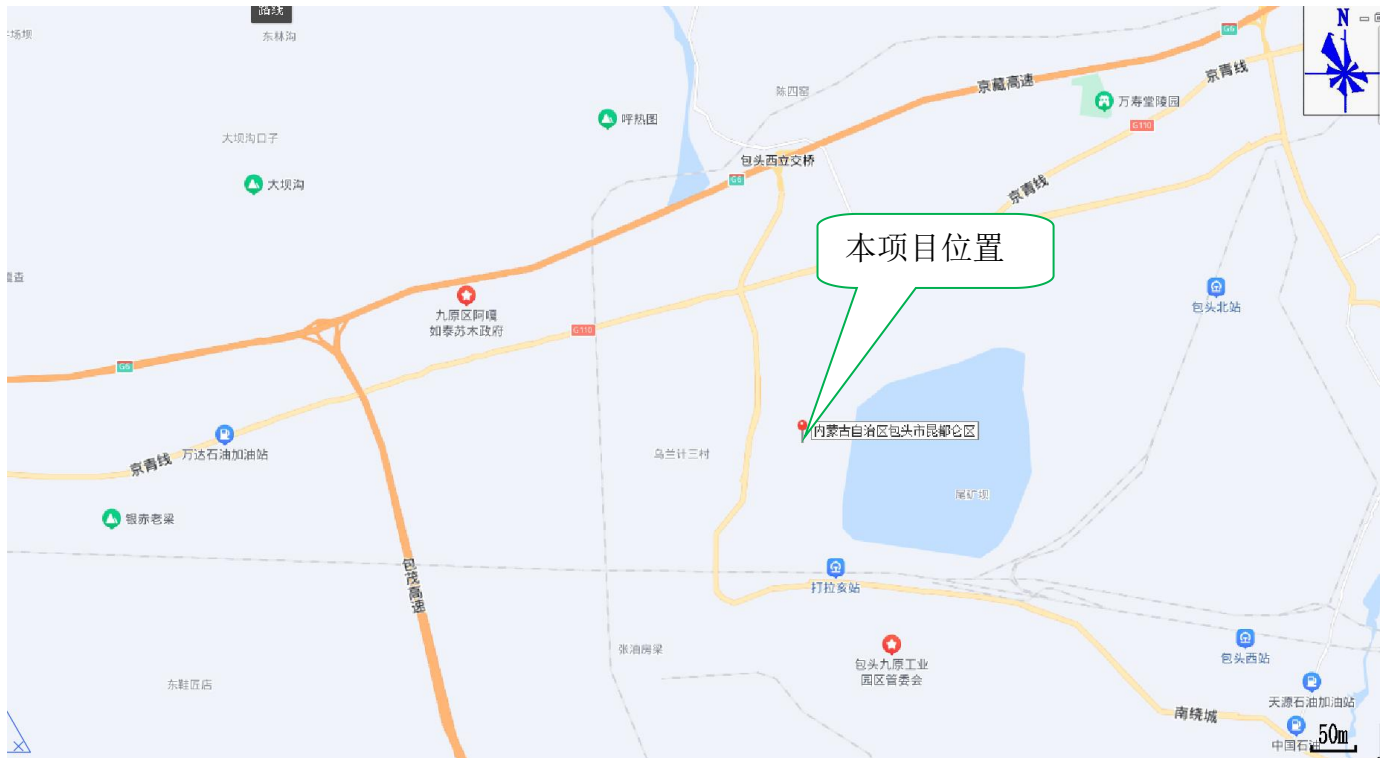 路线
东林沟
N
G6
陈四窑
京藏高速
京青线
万寿堂陵园
呼热图
G110
大坝沟口子
包头西立交桥
大坝沟
G6
京青线
本项目位置
包头北站
九原区阿嘎
如泰苏木政府
G110
G6
内蒙古自治区包头市昆都仑区
万达石油加油站
京青线
乌兰计三村
尾矿坝
银赤老梁
包茂高速
打拉亥站
张油房梁
包头九原工业
园区管委会
包头西站
东鞋匠店
天源石油加油站
南绕城
50m
中国石